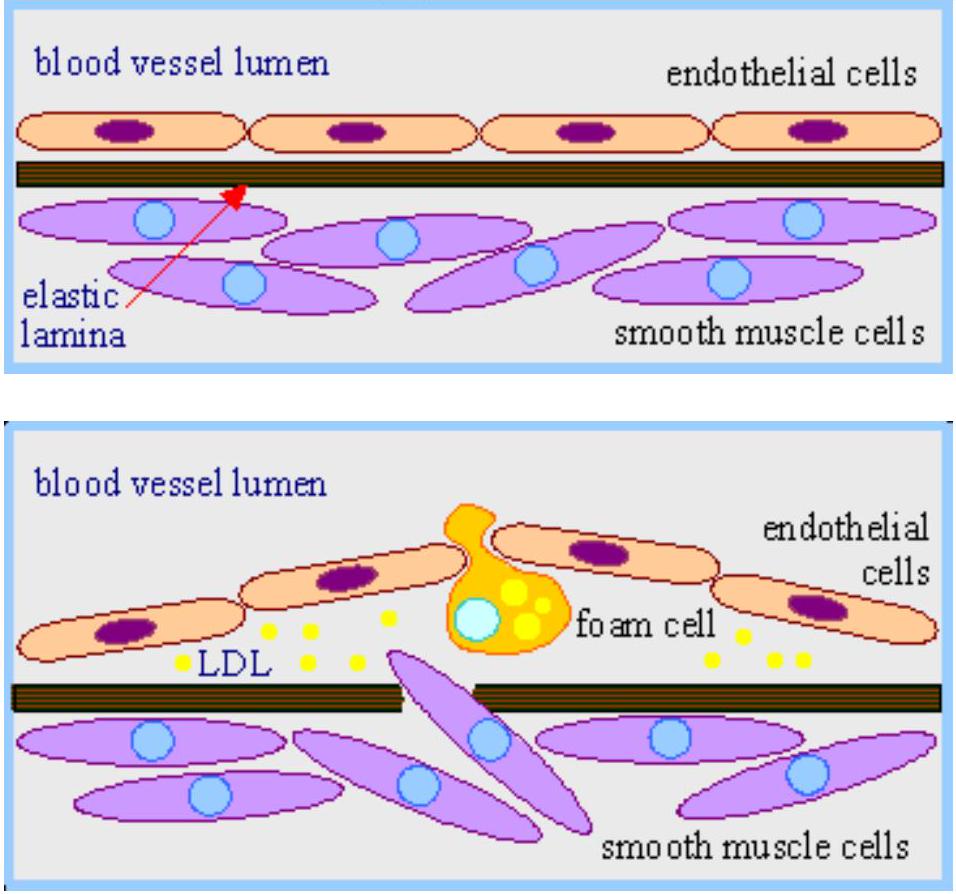 blood vessel lumen
endothelial cells
elastic
lamina
smooth muscle cells
blood vessel lumen
endothelial
cells
foam cell
LDL
smooth muscle cells